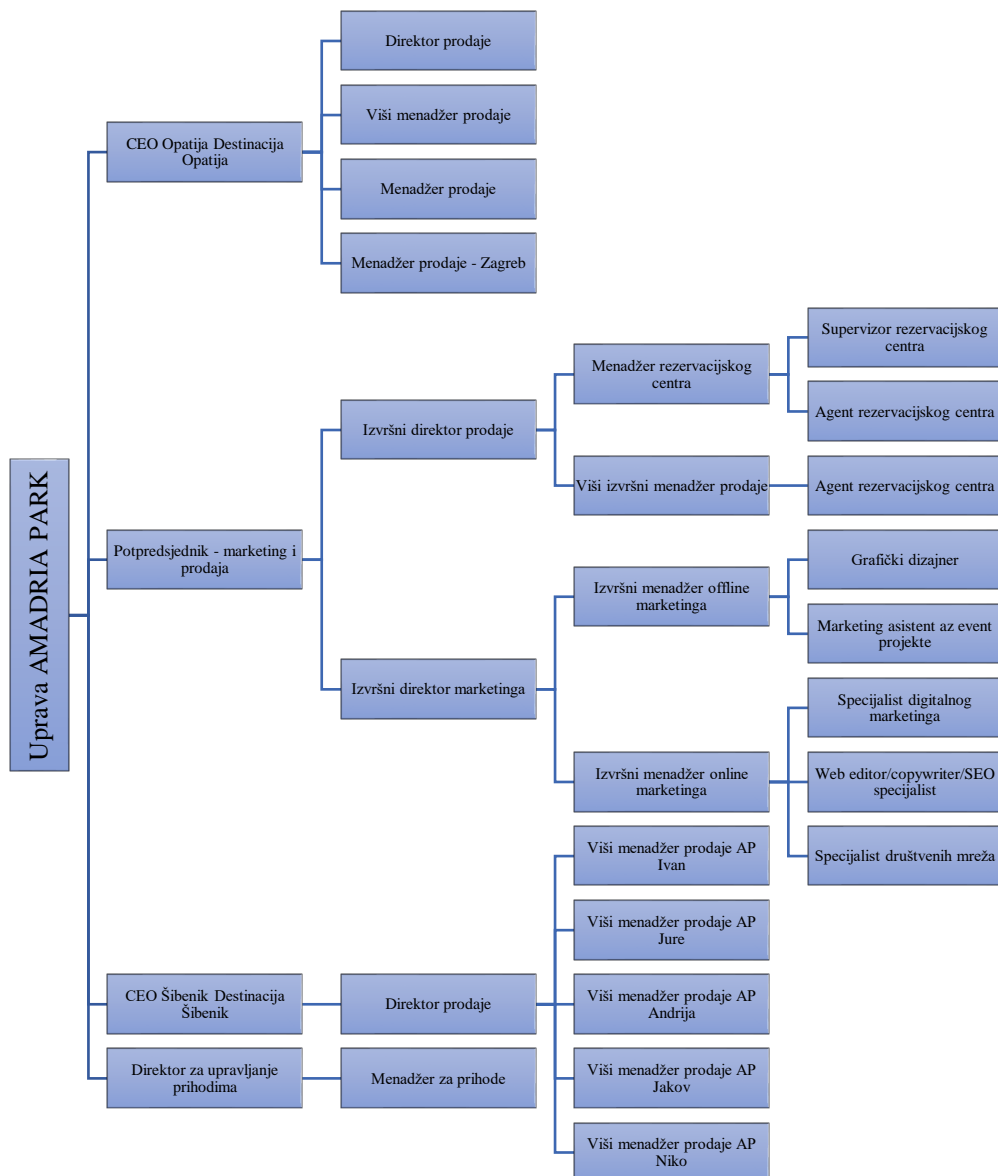 Uprava AMADRIA PARK
CEO Opatija Destinacija
Opatija
Direktor prodaje
Viši menadžer prodaje
Menadžer prodaje
Menadžer prodaje - Zagreb
Potpredsjednik - marketing i
prodaja
Izvršni direktor prodaje
Menadžer rezervacijskog
centra
Supervizor rezervacijskog
centra
Agent rezervacijskog centra
Viši izvršni menadžer prodaje
Agent rezervacijskog centra
Izvršni direktor marketinga
Izvršni menadžer offline
marketinga
Grafički dizajner
Marketing asistent az event
projekte
Izvršni menadžer online
marketinga
Specijalist digitalnog
marketinga
Web editor/copywriter/SEO
specijalist
Specijalist društvenih mreža
CEO Šibenik Destinacija
Šibenik
Direktor prodaje
Viši menadžer prodaje AP
Ivan
Viši menadžer prodaje AP
Jure
Viši menadžer prodaje AP
Andrija
Viši menadžer prodaje AP
Jakov
Viši menadžer prodaje AP
Niko
Direktor za upravljanje
prihodima
Menadžer za prihode